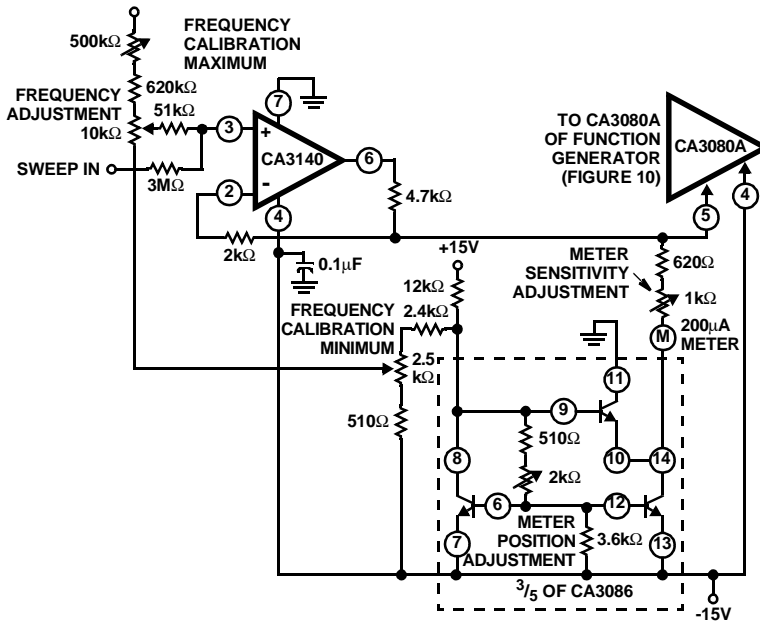 500kΩ
FREQUENCY
CALIBRATION
MAXIMUM
620kΩ
FREQUENCY
ADJUSTMENT
10kΩ
51kΩ
SWEEP IN
3MΩ
7
3
+
CA3140
6
2
-
4
2kΩ
0.1μF
4.7kΩ
TO CA3080A
OF FUNCTION
GENERATOR
(FIGURE 10)
CA3080A
5
4
+15V
12kΩ
2.4kΩ
FREQUENCY
CALIBRATION
MINIMUM
2.5
kΩ
510Ω
METER
SENSITIVITY
ADJUSTMENT
620Ω
1kΩ
M
200μA
METER
11
9
510Ω
10
14
8
2kΩ
6
12
METER
POSITION
ADJUSTMENT
3.6kΩ
7
13
3/5 OF CA3086
-15V